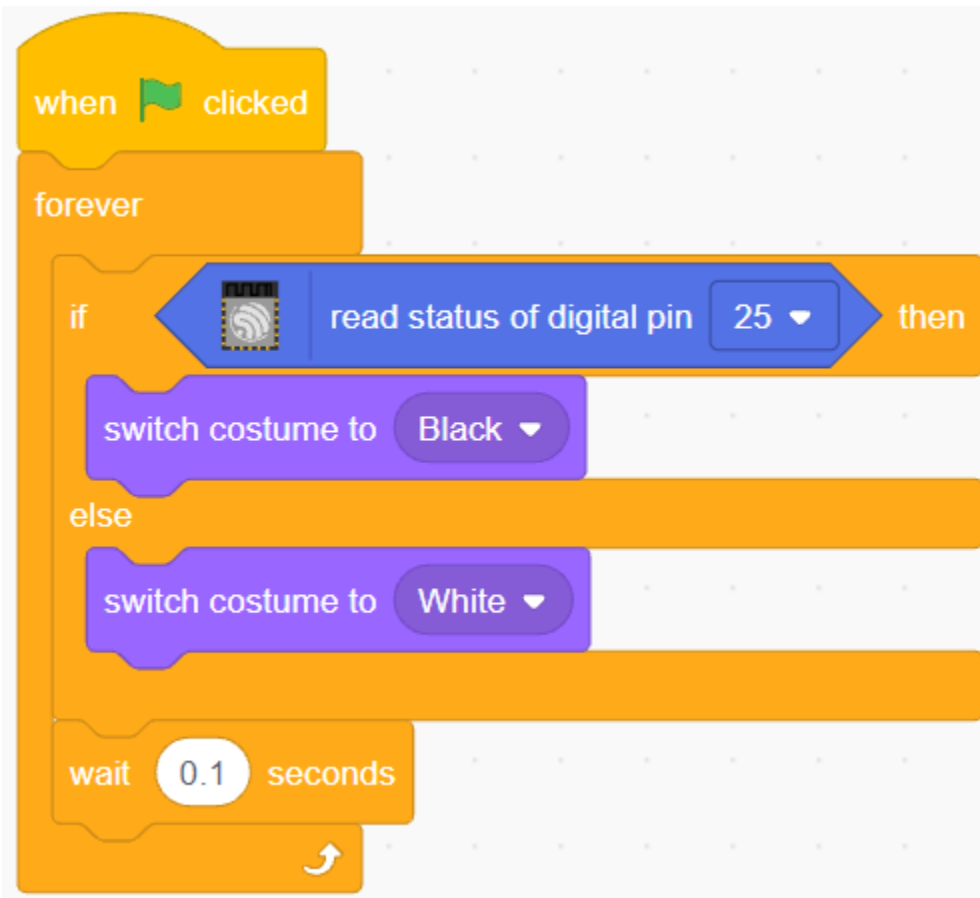 when clicked
forever
if read status of digital pin 25 then
switch costume to Black
else
switch costume to White
wait 0.1 seconds